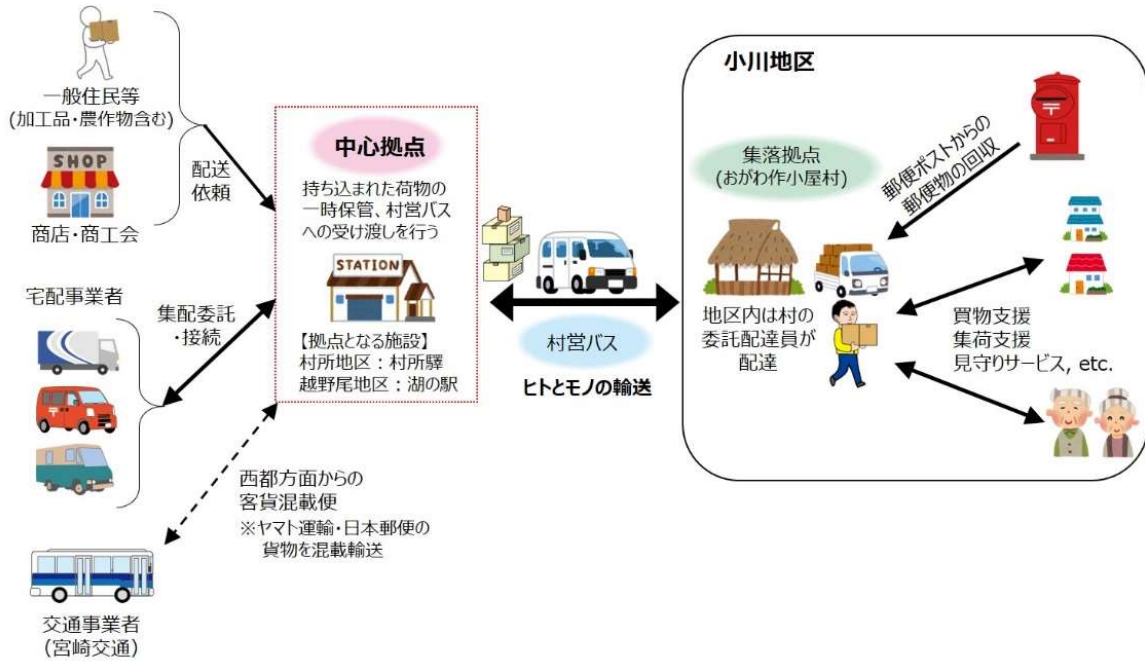 一般住民等
(加工品・農作物含む)
SHOP
商店・商工会
配送
依頼
宅配事業者
集配委託
・接続
交通事業者
(宮崎交通)
西都方面からの
客貨混載便
※ヤマト運輸・日本郵便の
貨物を混載輸送
中心拠点
持ち込まれた荷物の
一時保管、村営バス
への受け渡しを行う
STATION
【拠点となる施設】
村所地区：村所驛
越野尾地区：湖の駅
村営バス
ヒトとモノの輸送
小川地区
集落拠点
(おがわ作小屋村)
地区内は村の
委託配達員が
配達
郵便ポストからの
郵便物の回収
〒
買物支援
集荷支援
見守りサービス, etc.